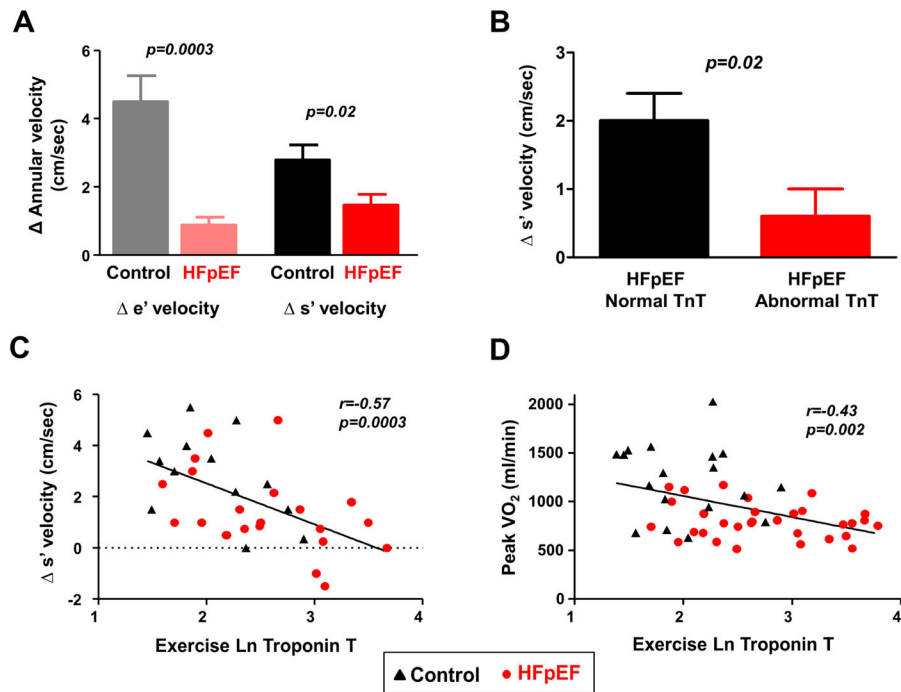 A
p=0.0003
p=0.02
Δ Annular velocity
(cm/sec)
6
4
2
0
Control HFpEF Control HFpEF
Δ e’ velocity Δ s’ velocity
B
p=0.02
Δ s’ velocity (cm/sec)
3
2
1
0
HFpEF
Normal TnT
HFpEF
Abnormal TnT
C
r=-0.57
p=0.0003
Δ s’ velocity (cm/sec)
6
4
2
0
-2
1 2 3 4
Exercise Ln Troponin T
D
r=-0.43
p=0.002
Peak VO₂ (ml/min)
2000
1500
1000
500
0
1 2 3 4
Exercise Ln Troponin T
Control HFpEF